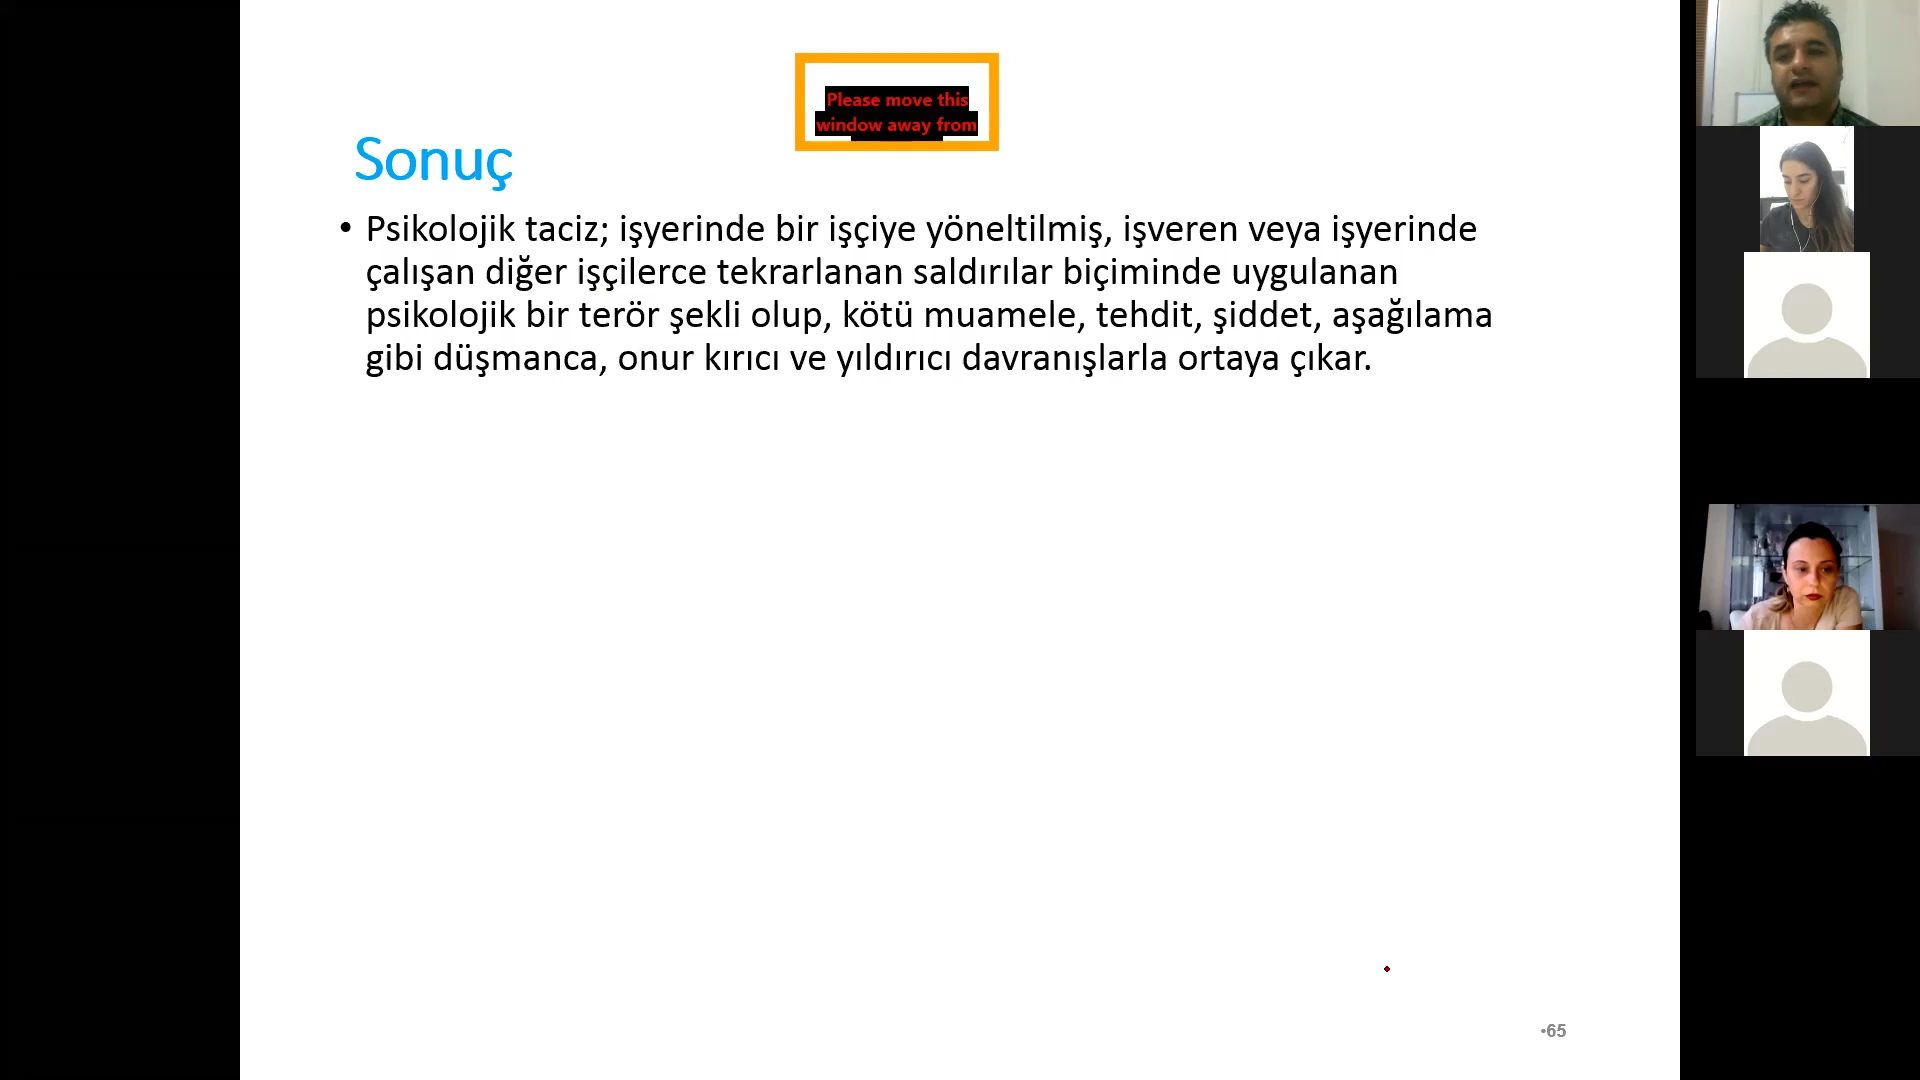 Please move this
window away from
Sonuç
• Psikolojik taciz; işyerinde bir işçiye yöneltilmiş, işveren veya işyerinde
çalışan diğer işçilerce tekrarlanan saldırılar biçiminde uygulanan
psikolojik bir terör şekli olup, kötü muamele, tehdit, şiddet, aşağılama
gibi düşmanca, onur kırıcı ve yıldırıcı davranışlarla ortaya çıkar.
•65